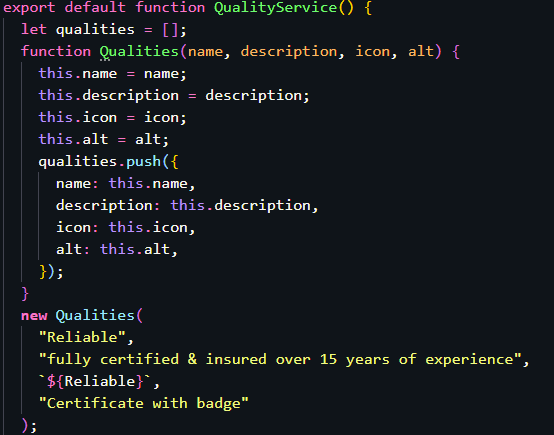 export default function QualityService() {
let qualities = [];
function Qualities(name, description, icon, alt) {
this.name = name;
this.description = description;
this.icon = icon;
this.alt = alt;
qualities.push({
name: this.name,
description: this.description,
icon: this.icon,
alt: this.alt,
});
}
new Qualities(
"Reliable",
"fully certified & insured over 15 years of experience",
`${Reliable}`,
"Certificate with badge"
);